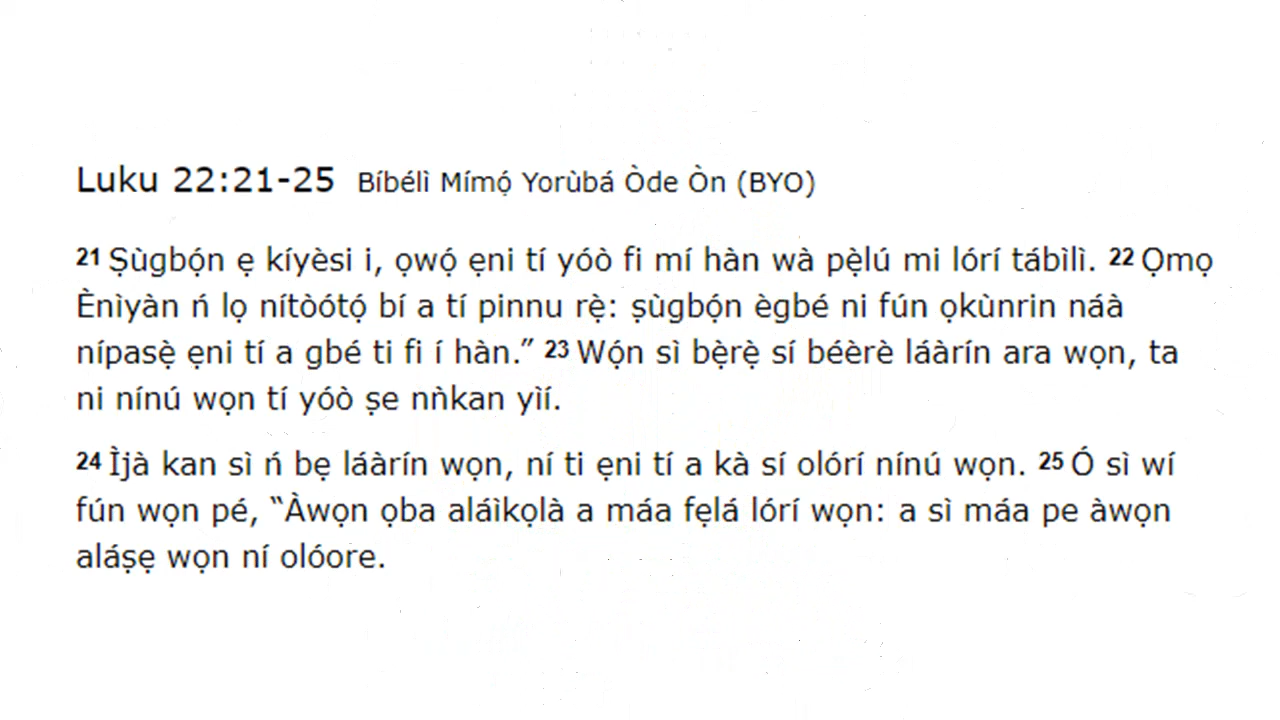 Luku 22:21-25 Bíbélì Mímọ́ Yorùbá Òde Òn (BYO)
21 Ṣùgbọ́n ẹ kíyèsi i, ọwọ́ ẹni tí yóò fi mí hàn wà pẹ̀lú mi lórí tábìlì. 22 Ọmọ
Ènìyàn ń lọ nítòótọ́ bí a tí pinnu rẹ̀: ṣùgbọ́n ègbé ni fún ọkùnrin náà
nípasẹ̀ ẹni tí a gbé ti fi í hàn.” 23 Wọ́n sì bẹ̀rẹ̀ sí béèrè láàrín ara wọn, ta
ni nínú wọn tí yóò ṣe nǹkan yìí.
24 Ìjà kan sì ń bẹ láàrín wọn, ní ti ẹni tí a kà sí olórí nínú wọn. 25 Ó sì wí
fún wọn pé, “Àwọn ọba aláìkọlà a máa fẹlá lórí wọn: a sì máa pe àwọn
aláṣẹ wọn ní olóore.